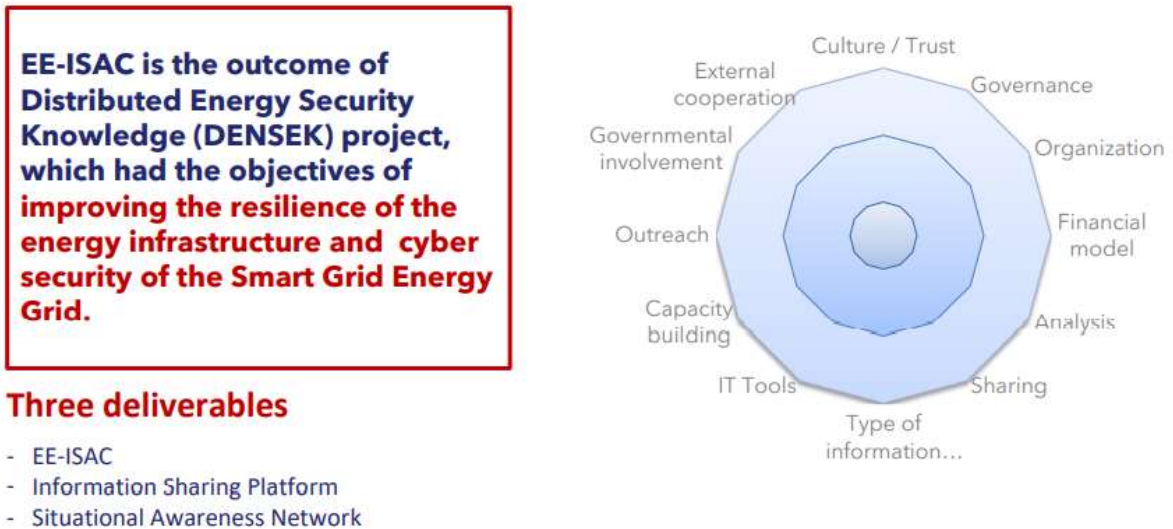 EE-ISAC is the outcome of
Distributed Energy Security
Knowledge (DENSEK) project,
which had the objectives of
improving the resilience of the
energy infrastructure and cyber
security of the Smart Grid Energy
Grid.
Three deliverables
- EE-ISAC
- Information Sharing Platform
- Situational Awareness Network
Culture / Trust
Governance
Organization
Financial
model
Analysis
Sharing
Type of
information...
IT Tools
Capacity
building
Outreach
Governmental
involvement
External
cooperation